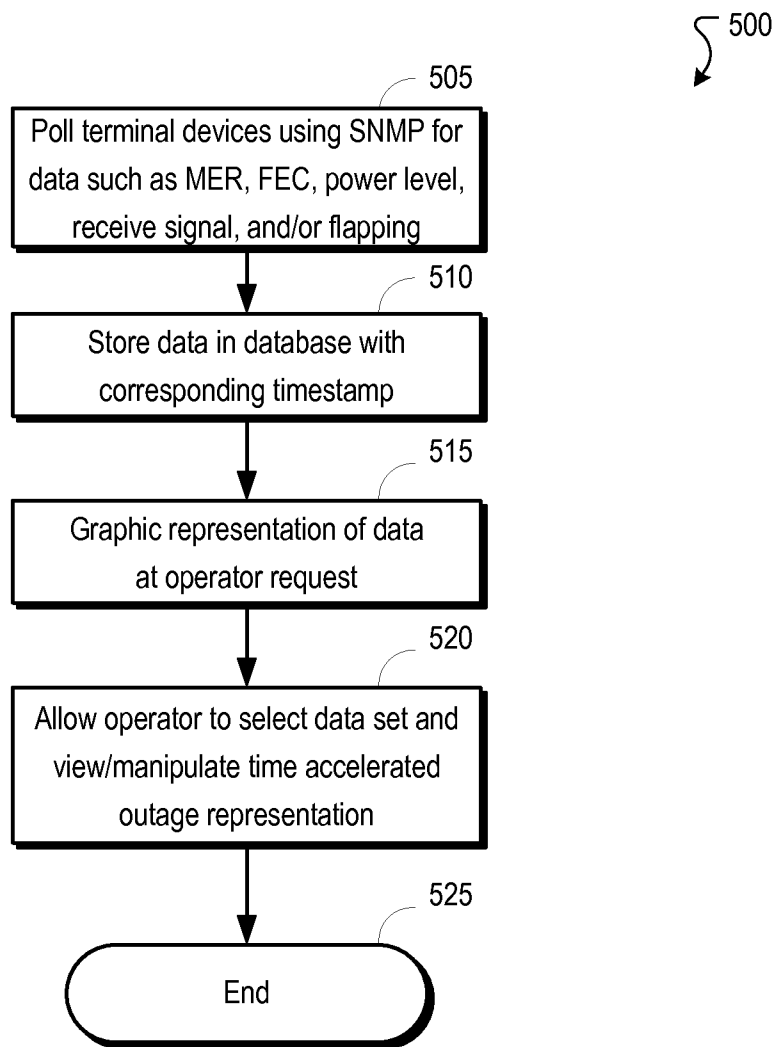 500
505
Poll terminal devices using SNMP for
data such as MER, FEC, power level,
receive signal, and/or flapping
510
Store data in database with
corresponding timestamp
515
Graphic representation of data
at operator request
520
Allow operator to select data set and
view/manipulate time accelerated
outage representation
525
End